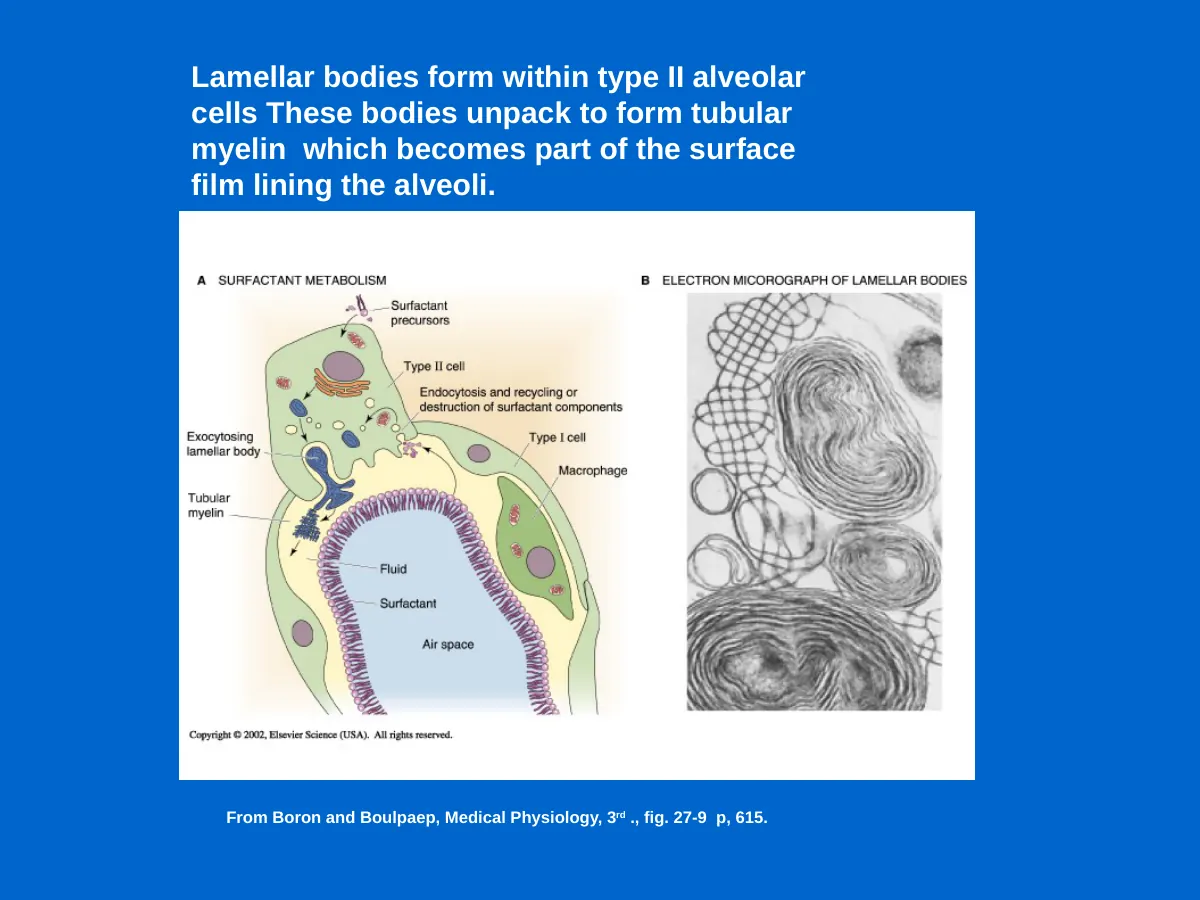 Lamellar bodies form within type II alveolar
cells These bodies unpack to form tubular
myelin  which becomes part of the surface
film lining the alveoli.
A SURFACTANT METABOLISM
B ELECTRON MICOROGRAPH OF LAMELLAR BODIES
Surfactant
precursors
Type II cell
Endocytosis and recycling or
destruction of surfactant components
Exocytosing
lamellar body
Type I cell
Macrophage
Tubular
myelin
Fluid
Surfactant
Air space
Copyright © 2002, Elsevier Science (USA). All rights reserved.
From Boron and Boulpaep, Medical Physiology, 3rd ., fig. 27-9  p, 615.